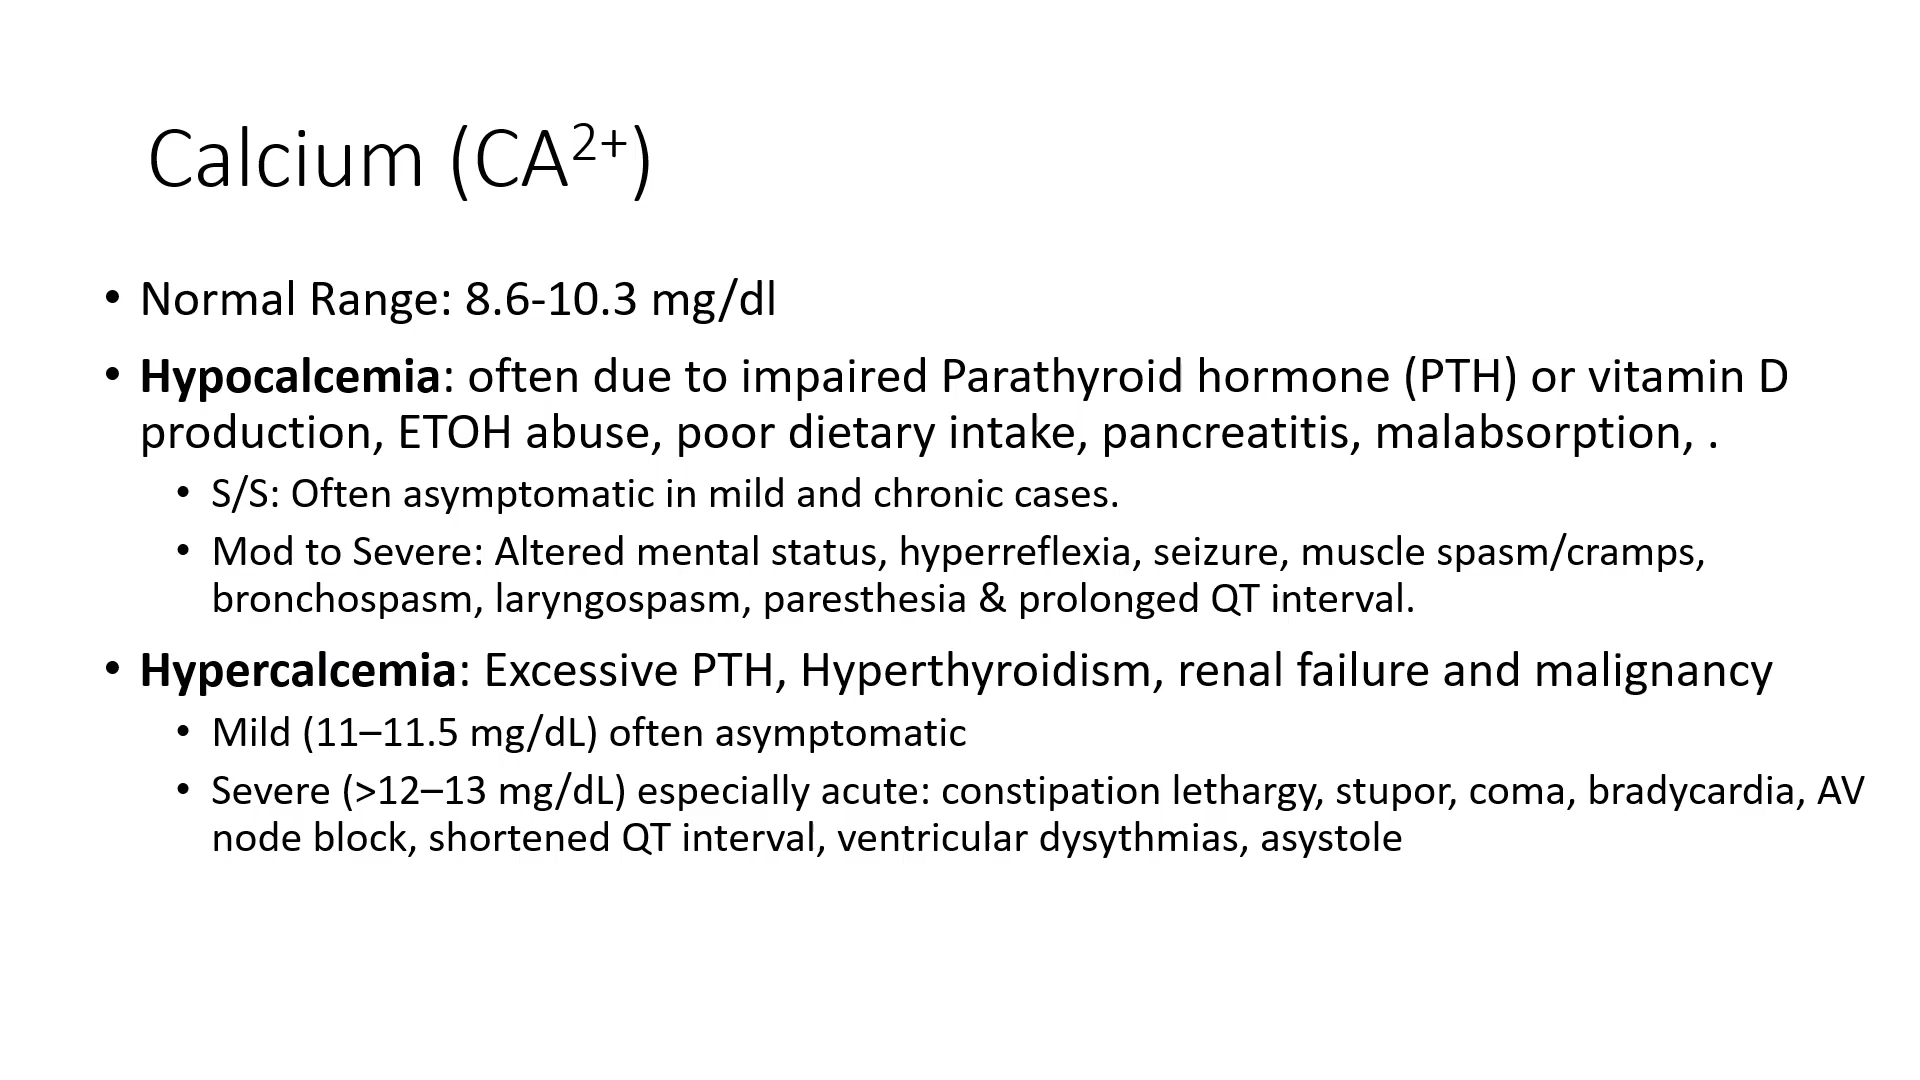 Calcium (CA²⁺)
• Normal Range: 8.6-10.3 mg/dl
• Hypocalcemia: often due to impaired Parathyroid hormone (PTH) or vitamin D
production, ETOH abuse, poor dietary intake, pancreatitis, malabsorption, .
• S/S: Often asymptomatic in mild and chronic cases.
• Mod to Severe: Altered mental status, hyperreflexia, seizure, muscle spasm/cramps,
bronchospasm, laryngospasm, paresthesia & prolonged QT interval.
• Hypercalcemia: Excessive PTH, Hyperthyroidism, renal failure and malignancy
• Mild (11–11.5 mg/dL) often asymptomatic
• Severe (>12–13 mg/dL) especially acute: constipation lethargy, stupor, coma, bradycardia, AV
node block, shortened QT interval, ventricular dysythmias, asystole